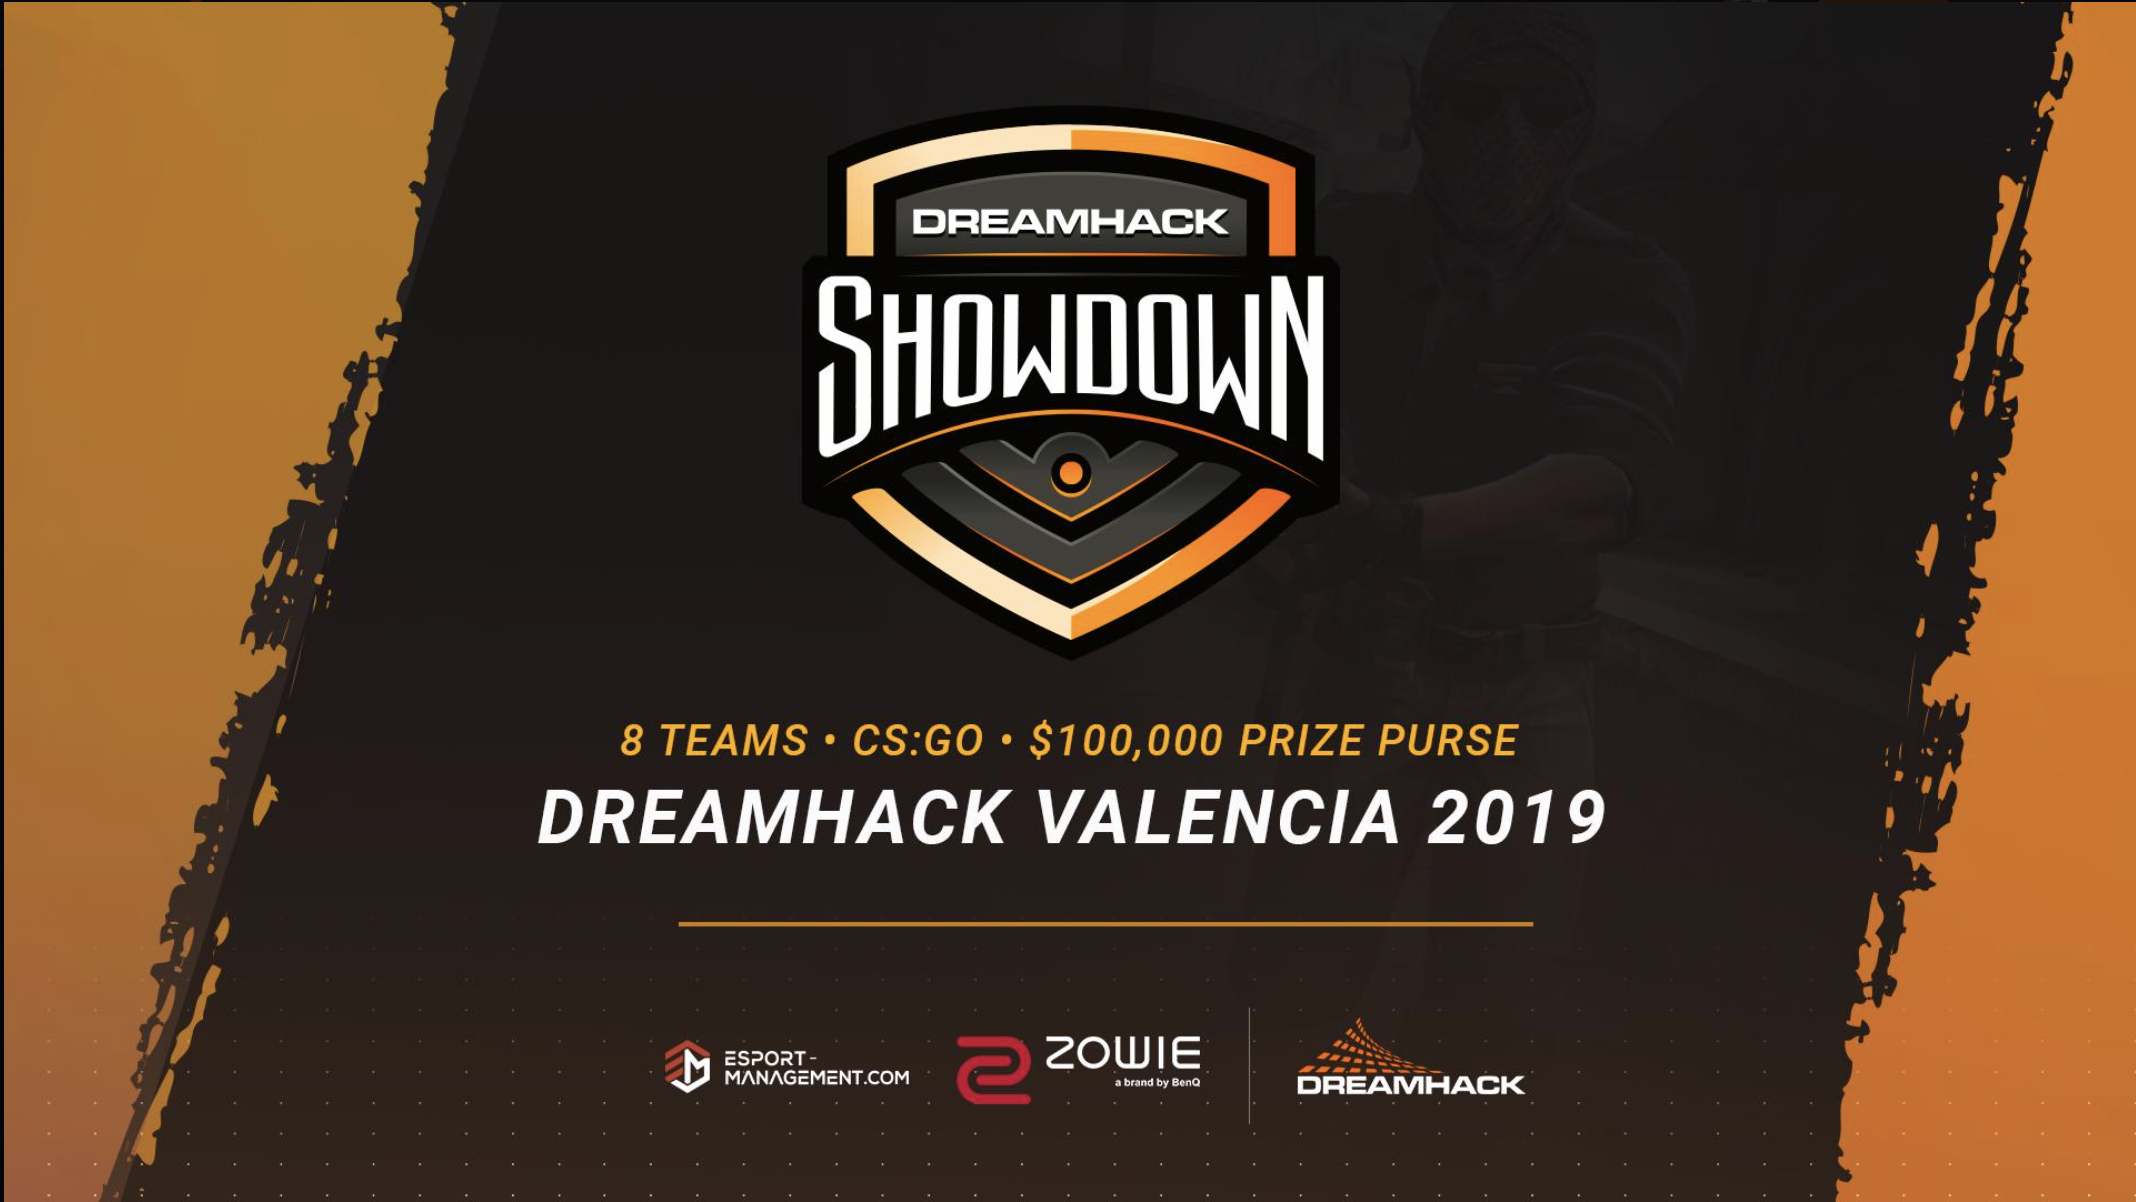 DREAMHACK
SHOWDOWN
8 TEAMS • CS:GO • $100,000 PRIZE PURSE
DREAMHACK VALENCIA 2019
ESPORT-
MANAGEMENT.COM
ZOWIE
a brand by BenQ
DREAMHACK